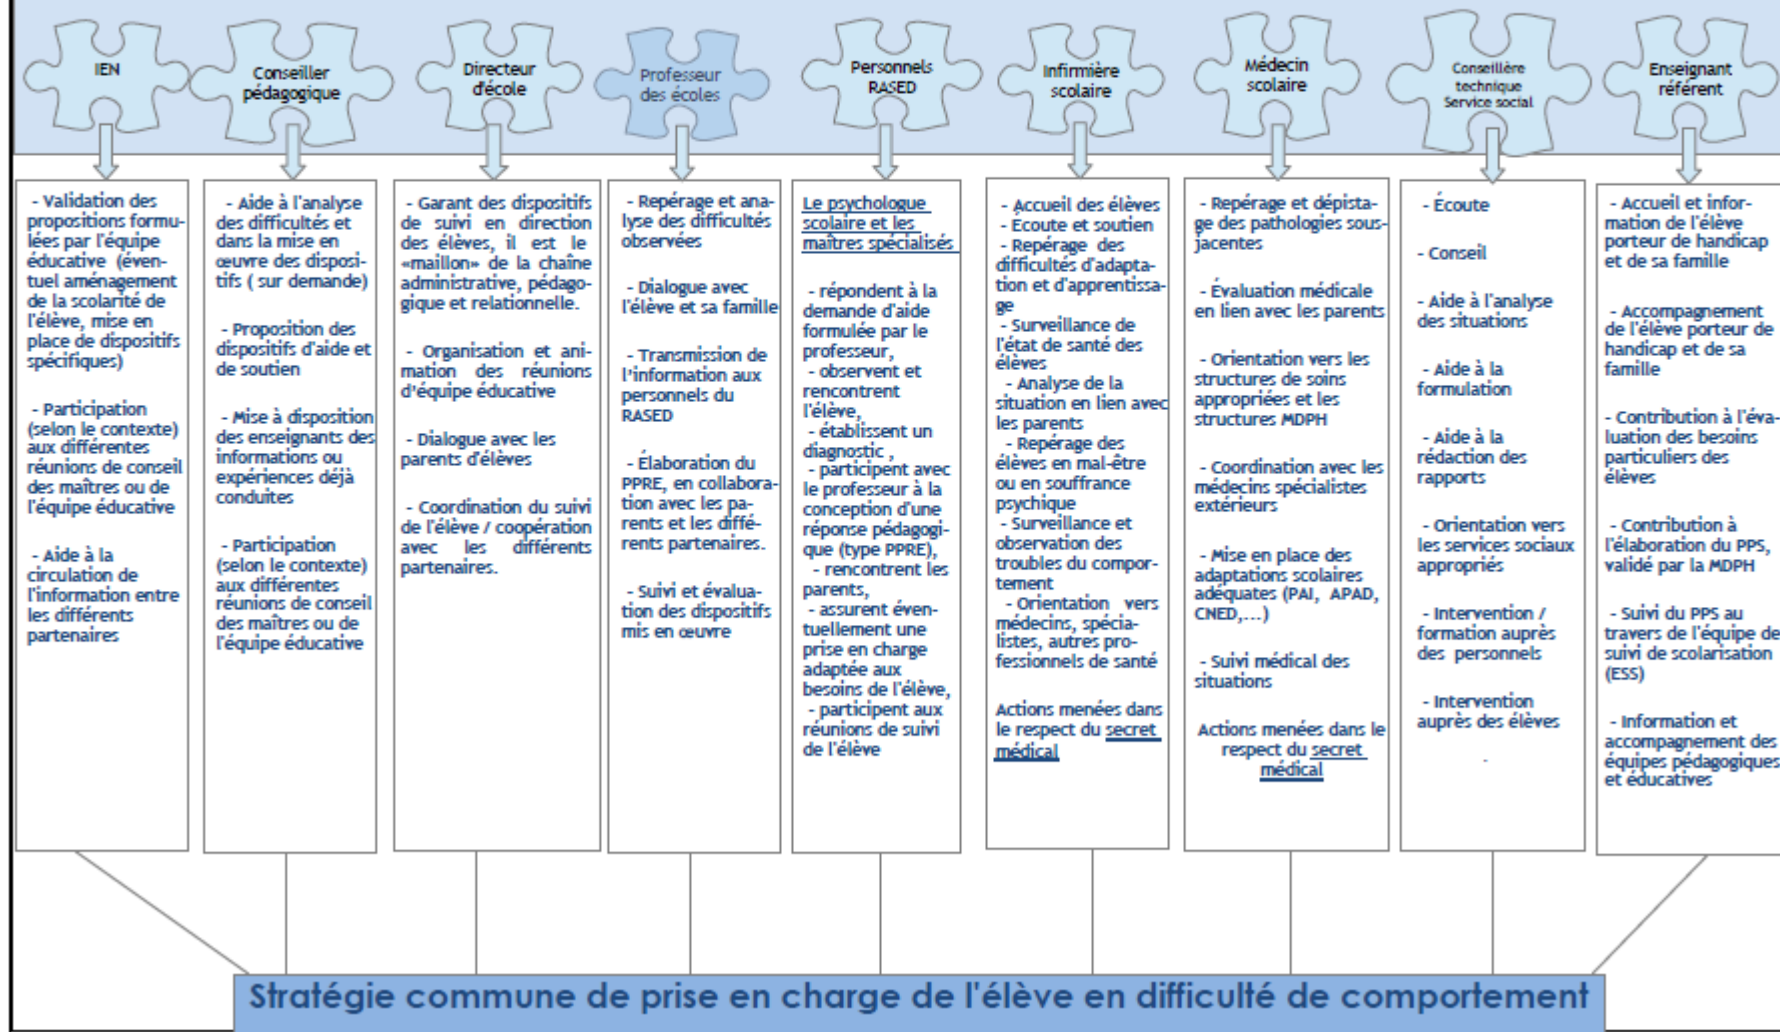 IEN
Conseiller
pédagogique
Directeur
d'école
Professeur
des écoles
Personnels
RASED
Infirmière
scolaire
Médecin
scolaire
Conseillère
technique
Service social
Enseignant
référent
- Validation des
propositions formu-
lées par l'équipe
éducative (éven-
tuel aménagement
de la scolarité de
l'élève, mise en
place de dispositifs
spécifiques)
- Participation
(selon le contexte)
aux différentes
réunions de conseil
des maîtres ou de
l'équipe éducative
- Aide à la
circulation de
l'information entre
les différents
partenaires
- Aide à l'analyse
des difficultés et
dans la mise en
œuvre des disposi-
tifs ( sur demande)
- Proposition des
dispositifs d'aide et
de soutien
- Mise à disposition
des enseignants des
informations ou
expériences déjà
conduites
- Participation
(selon le contexte)
aux différentes
réunions de conseil
des maîtres ou de
l'équipe éducative
- Garant des dispositifs
de suivi en direction
des élèves, il est le
«maillon» de la chaîne
administrative, pédago-
gique et relationnelle.
- Organisation et ani-
mation des réunions
d'équipe éducative
- Dialogue avec les
parents d'élèves
- Coordination du suivi
de l'élève / coopération
avec les différents
partenaires.
- Repérage et ana-
lyse des difficultés
observées
- Dialogue avec
l'élève et sa famille
- Transmission de
l'information aux
personnels du
RASED
- Élaboration du
PPRE, en collabora-
tion avec les pa-
rents et les diffé-
rents partenaires.
- Suivi et évalua-
tion des dispositifs
mis en œuvre
Le psychologue
scolaire et les
maîtres spécialisés
- répondent à la
demande d'aide
formulée par le
professeur,
- observent et
rencontrent
l'élève,
- établissent un
diagnostic ,
- participent avec
le professeur à la
conception d'une
réponse pédagogi-
que (type PPRE),
- rencontrent les
parents,
- assurent éven-
tuellement une
prise en charge
adaptée aux
besoins de l'élève,
- participent aux
réunions de suivi
de l'élève
- Accueil des élèves
- Écoute et soutien
- Repérage des
difficultés d'adapta-
tion et d'apprentissa-
ge
- Surveillance de
l'état de santé des
élèves
- Analyse de la
situation en lien avec
les parents
- Repérage des
élèves en mal-être
ou en souffrance
psychique
- Surveillance et
observation des
troubles du compor-
tement
- Orientation vers
médecins, spécia-
listes, autres pro-
fessionnels de santé
Actions menées dans
le respect du secret
médical
- Repérage et dépista-
ge des pathologies sous-
jacentes
- Évaluation médicale
en lien avec les parents
- Orientation vers les
structures de soins
appropriées et les
structures MDPH
- Coordination avec les
médecins spécialistes
extérieurs
- Mise en place des
adaptations scolaires
adéquates (PAI, APAD,
CNED,...)
- Suivi médical des
situations
Actions menées dans le
respect du secret
médical
- Écoute
- Conseil
- Aide à l'analyse
des situations
- Aide à la
formulation
- Aide à la
rédaction des
rapports
- Orientation vers
les services sociaux
appropriés
- Intervention /
formation auprès
des personnels
- Intervention
auprès des élèves
.
- Accueil et infor-
mation de l'élève
porteur de handicap
et de sa famille
- Accompagnement
de l'élève porteur de
handicap et de sa
famille
- Contribution à l'éva-
luation des besoins
particuliers des
élèves
- Contribution à
l'élaboration du PPS,
validé par la MDPH
- Suivi du PPS au
travers de l'équipe de
suivi de scolarisation
(ESS)
- Information et
accompagnement des
équipes pédagogiques
et éducatives
Stratégie commune de prise en charge de l'élève en difficulté de comportement